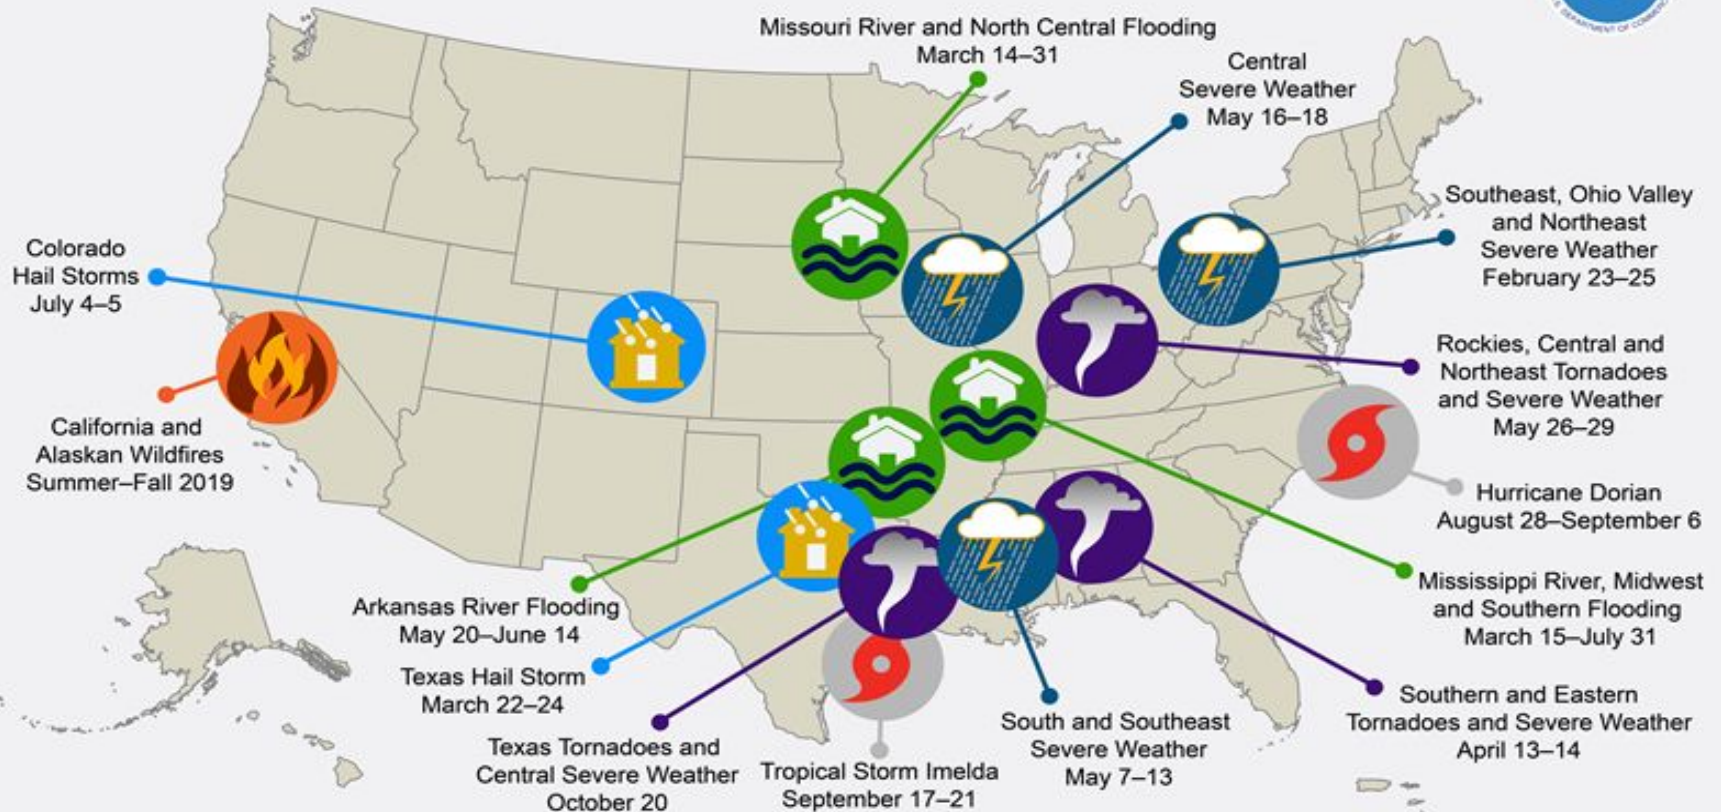 Missouri River and North Central Flooding
March 14–31
Central
Severe Weather
May 16–18
Southeast, Ohio Valley
and Northeast
Severe Weather
February 23–25
Colorado
Hail Storms
July 4–5
Rockies, Central and
Northeast Tornadoes
and Severe Weather
May 26–29
California and
Alaskan Wildfires
Summer–Fall 2019
Hurricane Dorian
August 28–September 6
Mississippi River, Midwest
and Southern Flooding
March 15–July 31
Arkansas River Flooding
May 20–June 14
Texas Hail Storm
March 22–24
Southern and Eastern
Tornadoes and Severe Weather
April 13–14
South and Southeast
Severe Weather
May 7–13
Texas Tornadoes and
Central Severe Weather
October 20
Tropical Storm Imelda
September 17–21